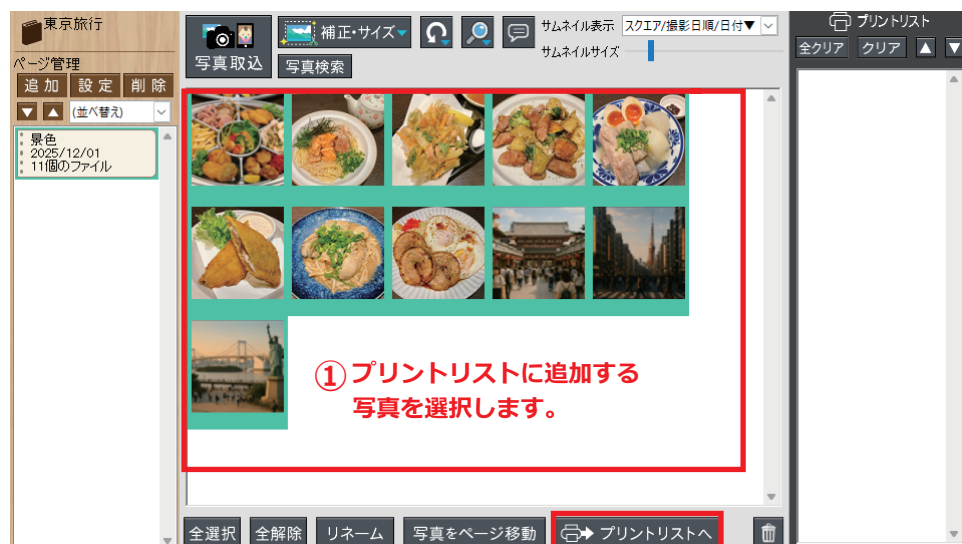 東京旅行
ページ管理
追加 設定 削除
▼ ▲ (並べ替え)
景色
2025/12/01
11個のファイル
写真取込
補正・サイズ▼
写真検索
サムネイル表示 スクエア/撮影日順/日付▼
サムネイルサイズ
① プリントリストに追加する
写真を選択します。
全選択 全解除 リネーム 写真をページ移動 プリントリストへ
プリントリスト
全クリア クリア ▲ ▼